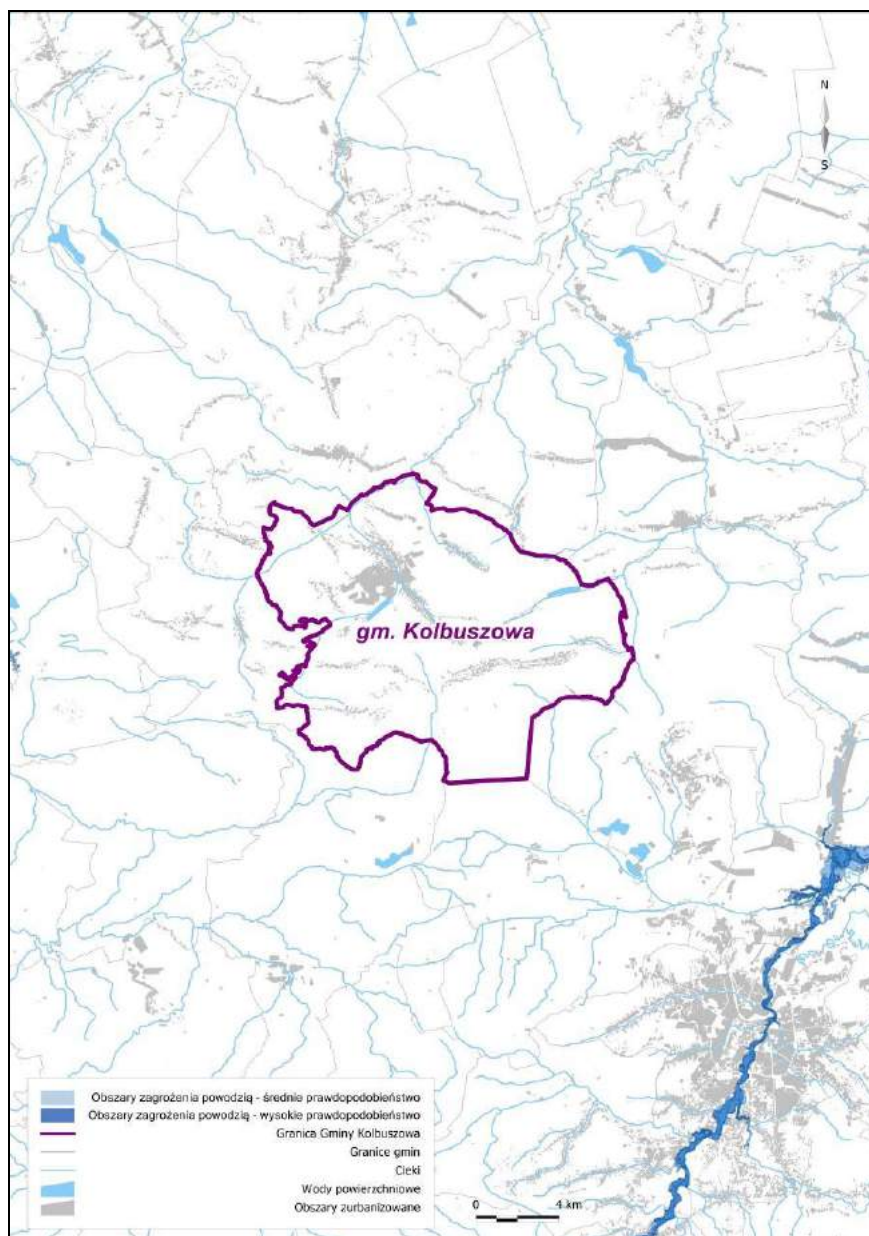 N
S
gm. Kolbuszowa
Obszary zagrożenia powodzią - średnie prawdopodobieństwo
Obszary zagrożenia powodzią - wysokie prawdopodobieństwo
Granica Gminy Kolbuszowa
Granice gmin
Cieki
Wody powierzchniowe
Obszary zurbanizowane
0 4 km